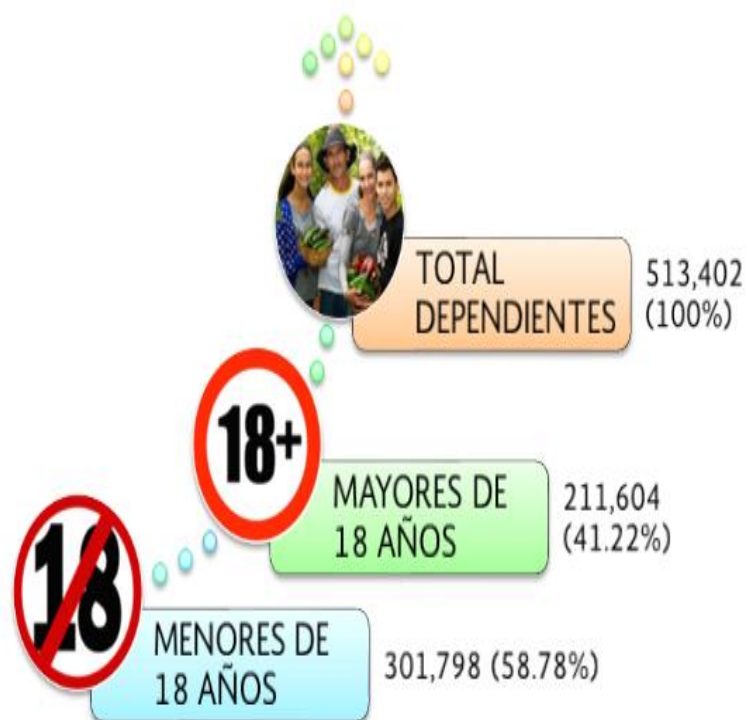 TOTAL
DEPENDIENTES
513,402
(100%)
18+
MAYORES DE
18 AÑOS
211,604
(41.22%)
18
MENORES DE
18 AÑOS
301,798 (58.78%)